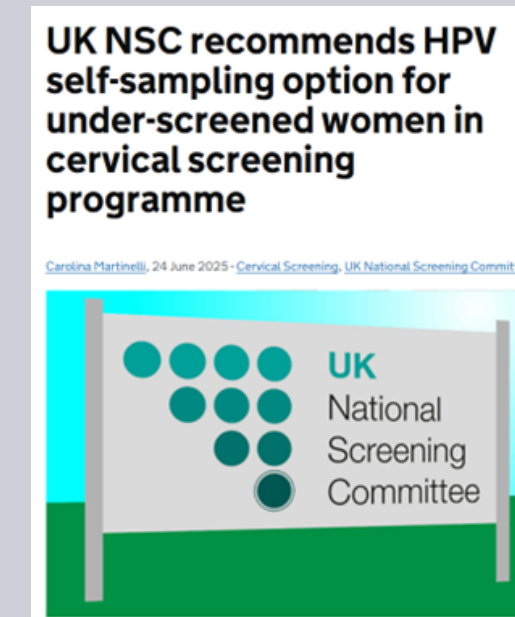 UK NSC recommends HPV
self-sampling option for
under-screened women in
cervical screening
programme
Carolina Martinelli, 24 June 2025 - Cervical Screening, UK National Screening Commit
UK
National
Screening
Committee